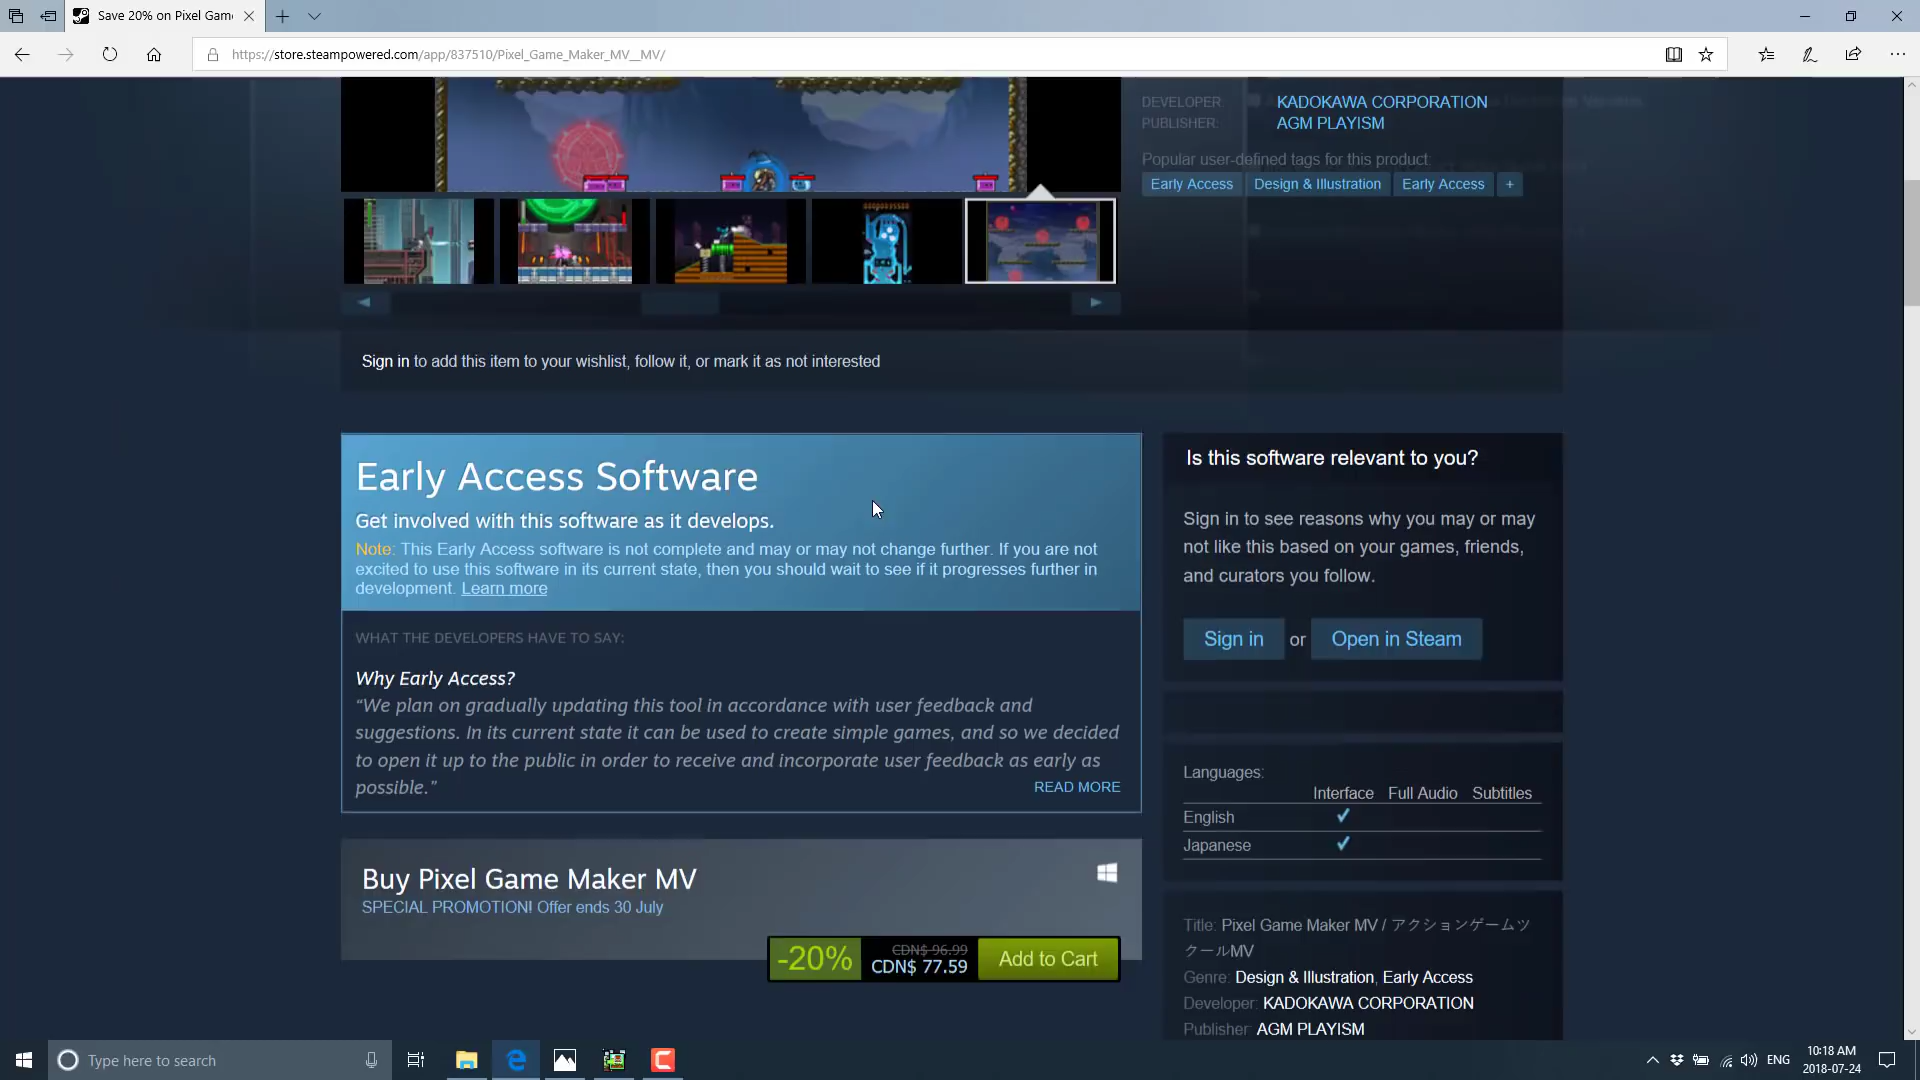 Save 20% on Pixel Gam
https://store.steampowered.com/app/837510/Pixel_Game_Maker_MV__MV/
DEVELOPER: KADOKAWA CORPORATION
PUBLISHER: AGM PLAYISM
Popular user-defined tags for this product:
Early Access Design & Illustration Early Access +
Sign in to add this item to your wishlist, follow it, or mark it as not interested
Early Access Software
Get involved with this software as it develops.
Note: This Early Access software is not complete and may or may not change further. If you are not
excited to use this software in its current state, then you should wait to see if it progresses further in
development. Learn more
WHAT THE DEVELOPERS HAVE TO SAY:
Why Early Access?
“We plan on gradually updating this tool in accordance with user feedback and
suggestions. In its current state it can be used to create simple games, and so we decided
to open it up to the public in order to receive and incorporate user feedback as early as
possible.”
READ MORE
Buy Pixel Game Maker MV
SPECIAL PROMOTION! Offer ends 30 July
-20% CDN$ 96.99
CDN$ 77.59
Add to Cart
Is this software relevant to you?
Sign in to see reasons why you may or may
not like this based on your games, friends,
and curators you follow.
Sign in or Open in Steam
Languages:
Interface Full Audio Subtitles
English ✓
Japanese ✓
Title: Pixel Game Maker MV / アクションゲームツ
クールMV
Genre: Design & Illustration, Early Access
Developer: KADOKAWA CORPORATION
Publisher: AGM PLAYISM
Type here to search
ENG
10:18 AM
2018-07-24